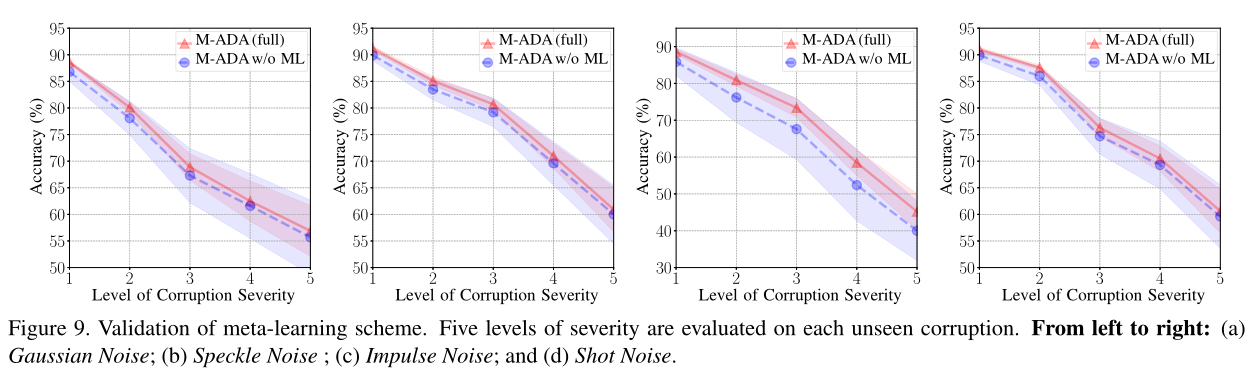 95
90
85
80
75
70
65
60
55
50
Accuracy (%)
M-ADA (full)
M-ADA w/o ML
1 2 3 4 5
Level of Corruption Severity
95
90
85
80
75
70
65
60
55
50
Accuracy (%)
M-ADA (full)
M-ADA w/o ML
1 2 3 4 5
Level of Corruption Severity
90
80
70
60
50
40
30
Accuracy (%)
M-ADA (full)
M-ADA w/o ML
1 2 3 4 5
Level of Corruption Severity
95
90
85
80
75
70
65
60
55
50
Accuracy (%)
M-ADA (full)
M-ADA w/o ML
1 2 3 4 5
Level of Corruption Severity
Figure 9. Validation of meta-learning scheme. Five levels of severity are evaluated on each unseen corruption. From left to right: (a)
Gaussian Noise; (b) Speckle Noise ; (c) Impulse Noise; and (d) Shot Noise.